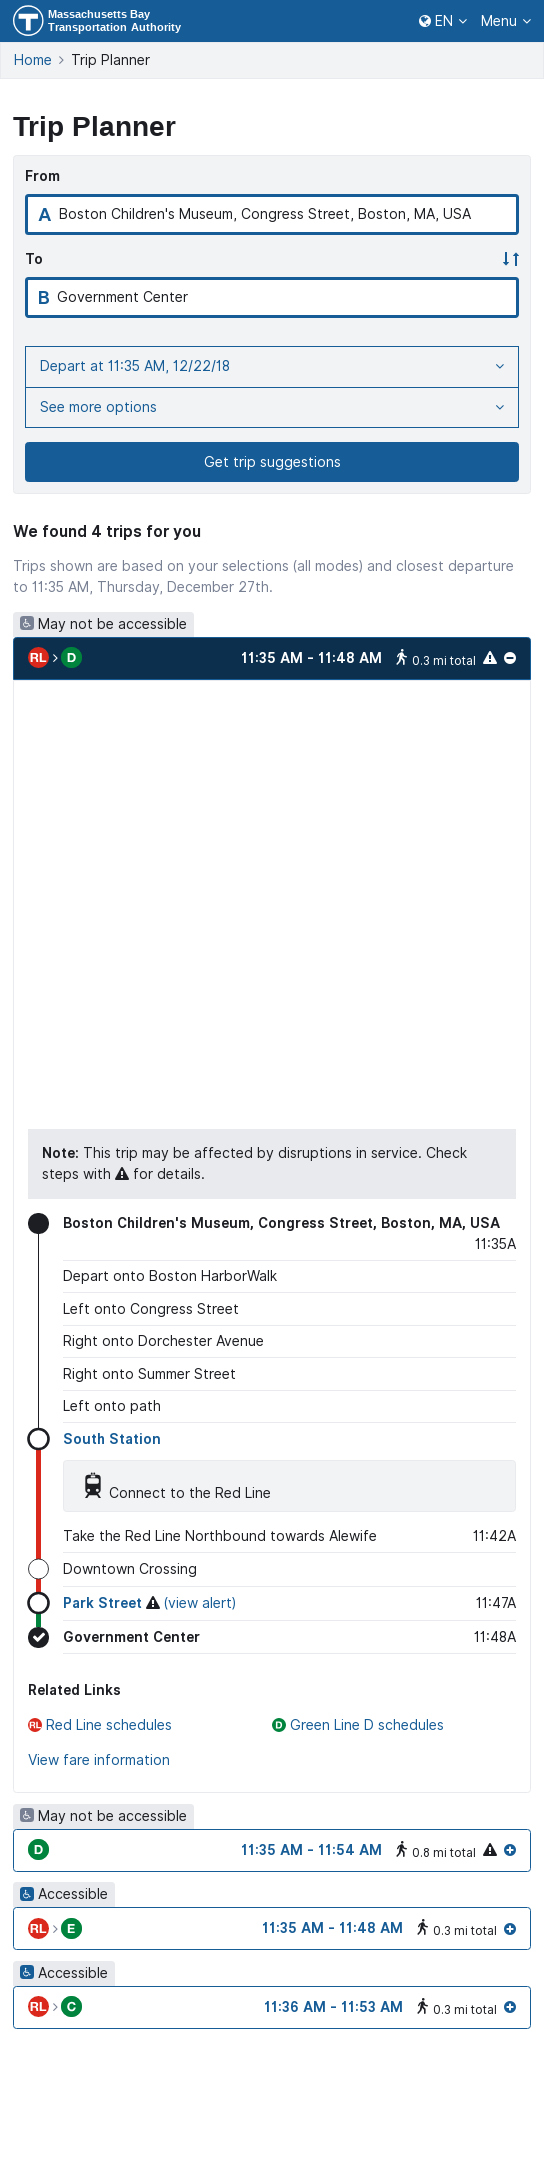 Massachusetts Bay
Transportation Authority
EN
Menu
Home
Trip Planner
Trip Planner
From
A Boston Children's Museum, Congress Street, Boston, MA, USA
To
B Government Center
Depart at 11:35 AM, 12/22/18
See more options
Get trip suggestions
We found 4 trips for you
Trips shown are based on your selections (all modes) and closest departure
to 11:35 AM, Thursday, December 27th.
May not be accessible
RL > D 11:35 AM - 11:48 AM 0.3 mi total
Note: This trip may be affected by disruptions in service. Check
steps with for details.
Boston Children's Museum, Congress Street, Boston, MA, USA
11:35A
Depart onto Boston HarborWalk
Left onto Congress Street
Right onto Dorchester Avenue
Right onto Summer Street
Left onto path
South Station
Connect to the Red Line
Take the Red Line Northbound towards Alewife 11:42A
Downtown Crossing
Park Street (view alert) 11:47A
Government Center 11:48A
Related Links
RL Red Line schedules D Green Line D schedules
View fare information
May not be accessible
D 11:35 AM - 11:54 AM 0.8 mi total
Accessible
RL > E 11:35 AM - 11:48 AM 0.3 mi total
Accessible
RL > C 11:36 AM - 11:53 AM 0.3 mi total